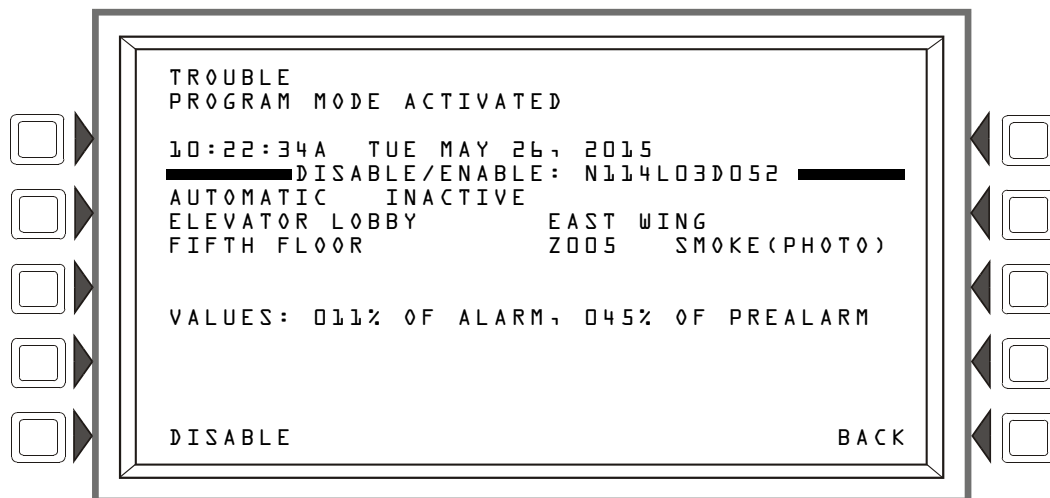 TROUBLE
PROGRAM MODE ACTIVATED
10:22:34A TUE MAY 26, 2015
DISABLE/ENABLE: N114L03D052
AUTOMATIC INACTIVE
ELEVATOR LOBBY EAST WING
FIFTH FLOOR Z005 SMOKE(PHOTO)
VALUES: 011% OF ALARM, 045% OF PREALARM
DISABLE BACK